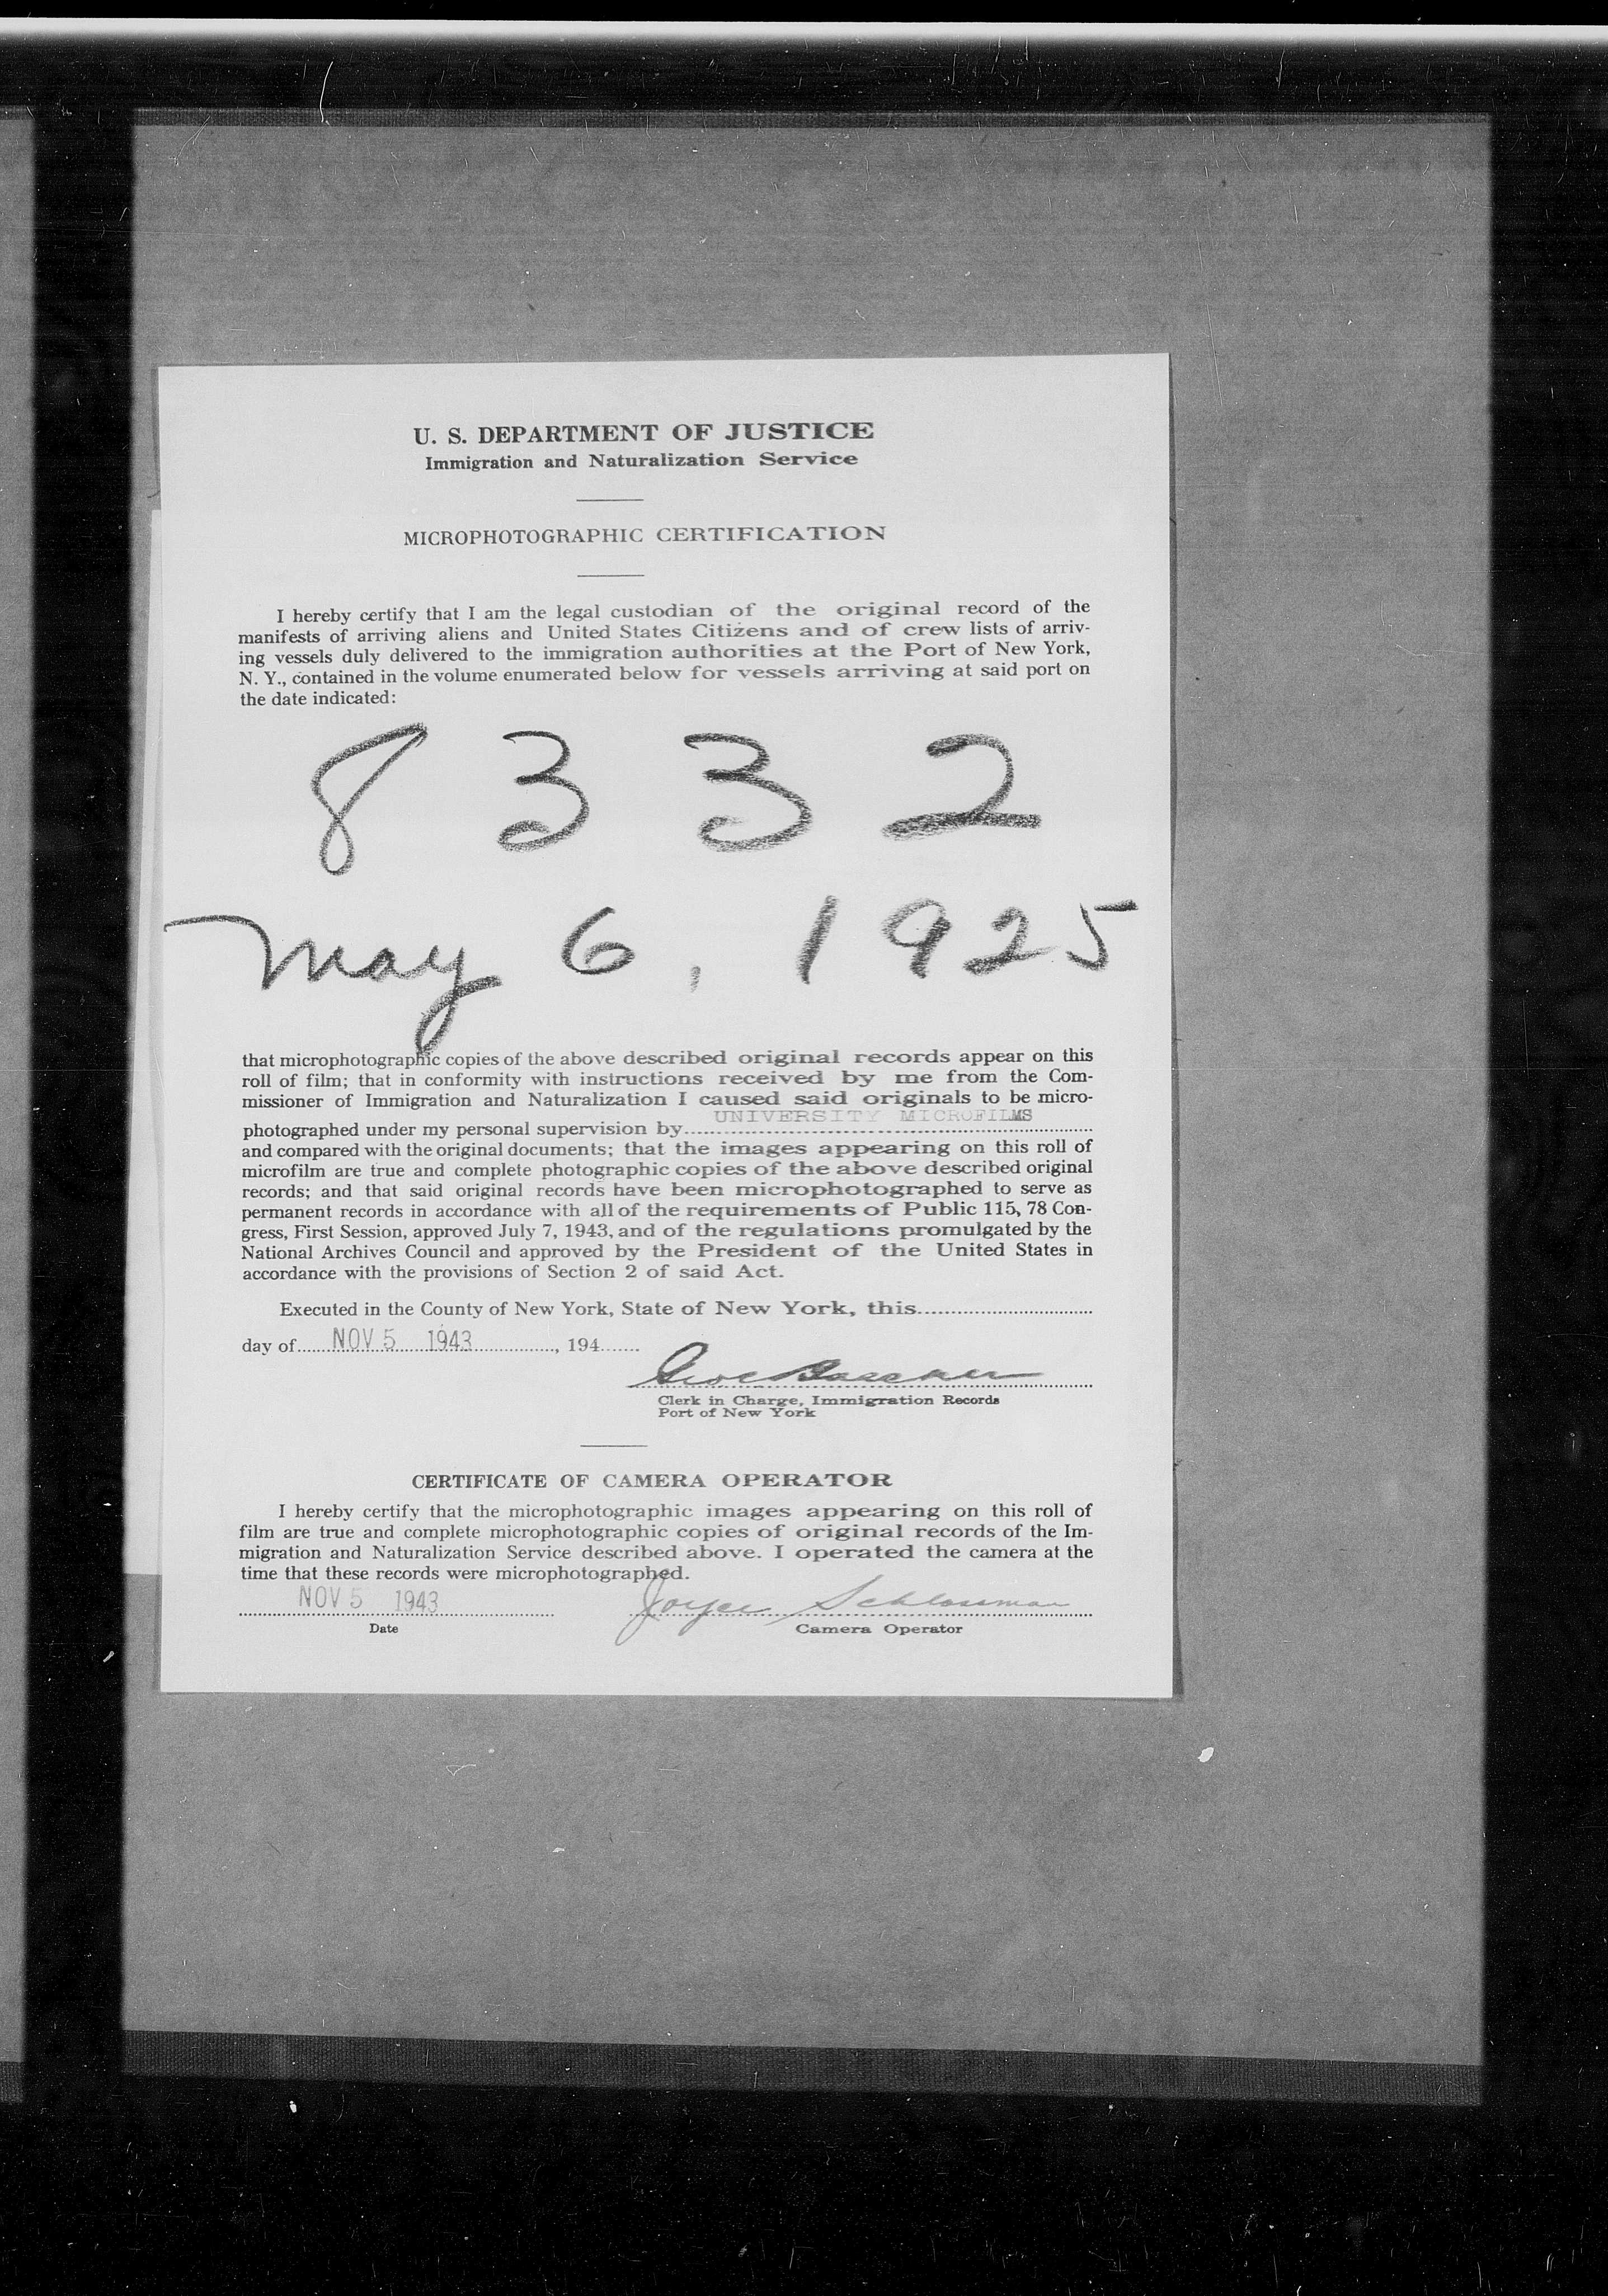 U. S. DEPARTMENT OF JUSTICE
Immigration and Naturalization Service
MICROPHOTOGRAPHIC CERTIFICATION
I hereby certify that I am the legal custodian of the original record of the
manifests of arriving aliens and United States Citizens and of crew lists of arriv-
ing vessels duly delivered to the immigration authorities at the Port of New York,
N. Y., contained in the volume enumerated below for vessels arriving at said port on
the date indicated:
8 3 3 2
May 6, 1925
that microphotographic copies of the above described original records appear on this
roll of film; that in conformity with instructions received by me from the Com-
missioner of Immigration and Naturalization I caused said originals to be micro-
UNIVERSITY MICROFILMS
photographed under my personal supervision by
and compared with the original documents; that the images appearing on this roll of
microfilm are true and complete photographic copies of the above described original
records; and that said original records have been microphotographed to serve as
permanent records in accordance with all of the requirements of Public 115, 78 Con-
gress, First Session, approved July 7, 1943, and of the regulations promulgated by the
National Archives Council and approved by the President of the United States in
accordance with the provisions of Section 2 of said Act.
Executed in the County of New York, State of New York, this
day of NOV 5 1943, 194
Clerk in Charge, Immigration Records
Port of New York
CERTIFICATE OF CAMERA OPERATOR
I hereby certify that the microphotographic images appearing on this roll of
film are true and complete microphotographic copies of original records of the Im-
migration and Naturalization Service described above. I operated the camera at the
time that these records were microphotographed.
NOV 5 1943 Joyce Schlossman
Date Camera Operator